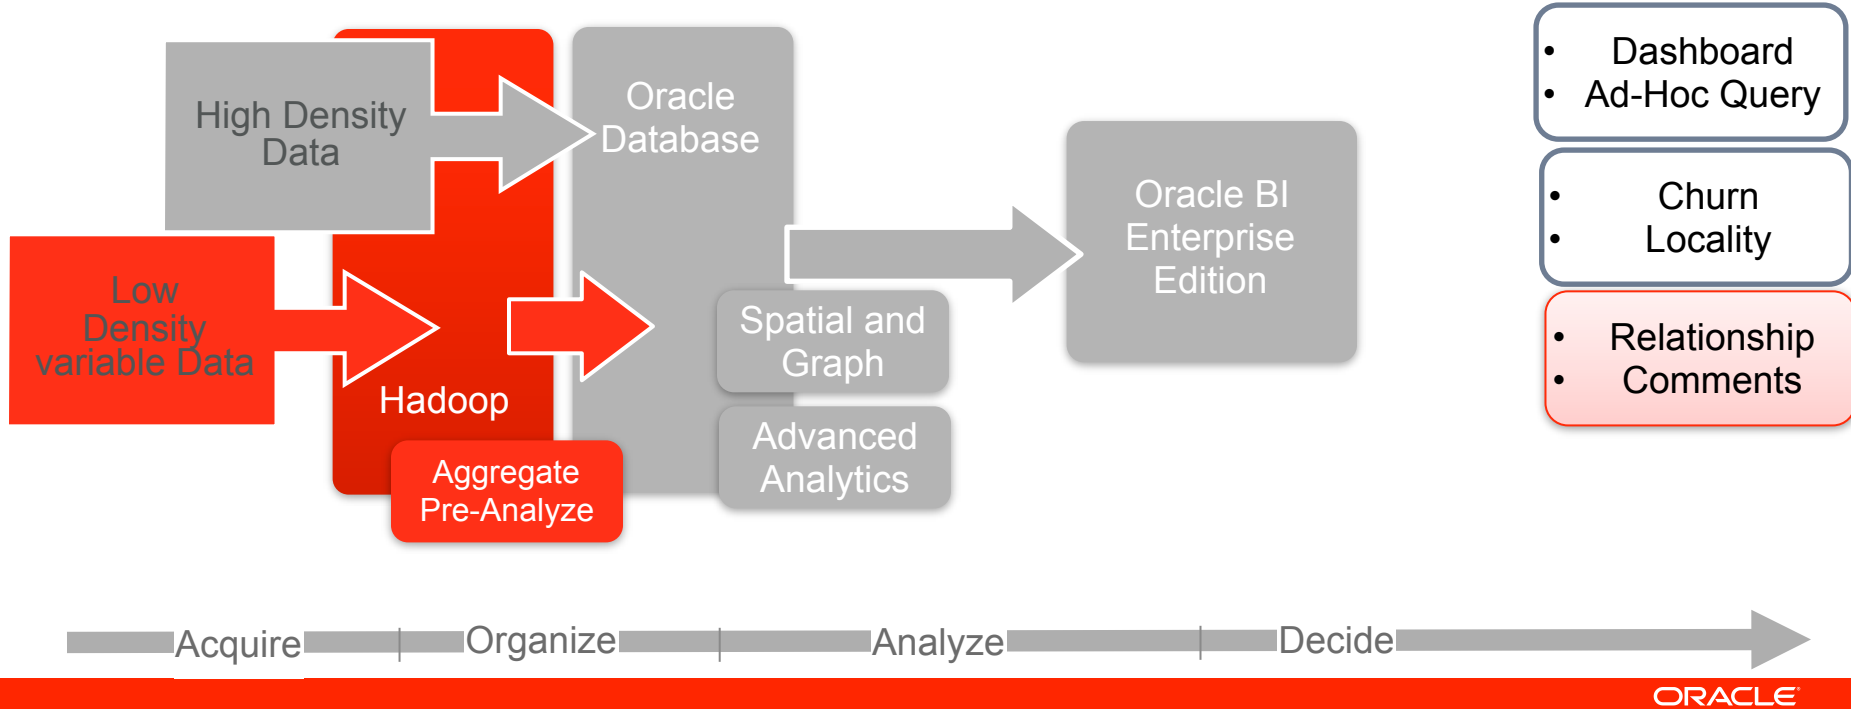 High Density
Data
Low
Density
variable Data
Hadoop
Aggregate
Pre-Analyze
Oracle
Database
Spatial and
Graph
Advanced
Analytics
Oracle BI
Enterprise
Edition
• Dashboard
• Ad-Hoc Query
• Churn
• Locality
• Relationship
• Comments
Acquire
Organize
Analyze
Decide
ORACLE